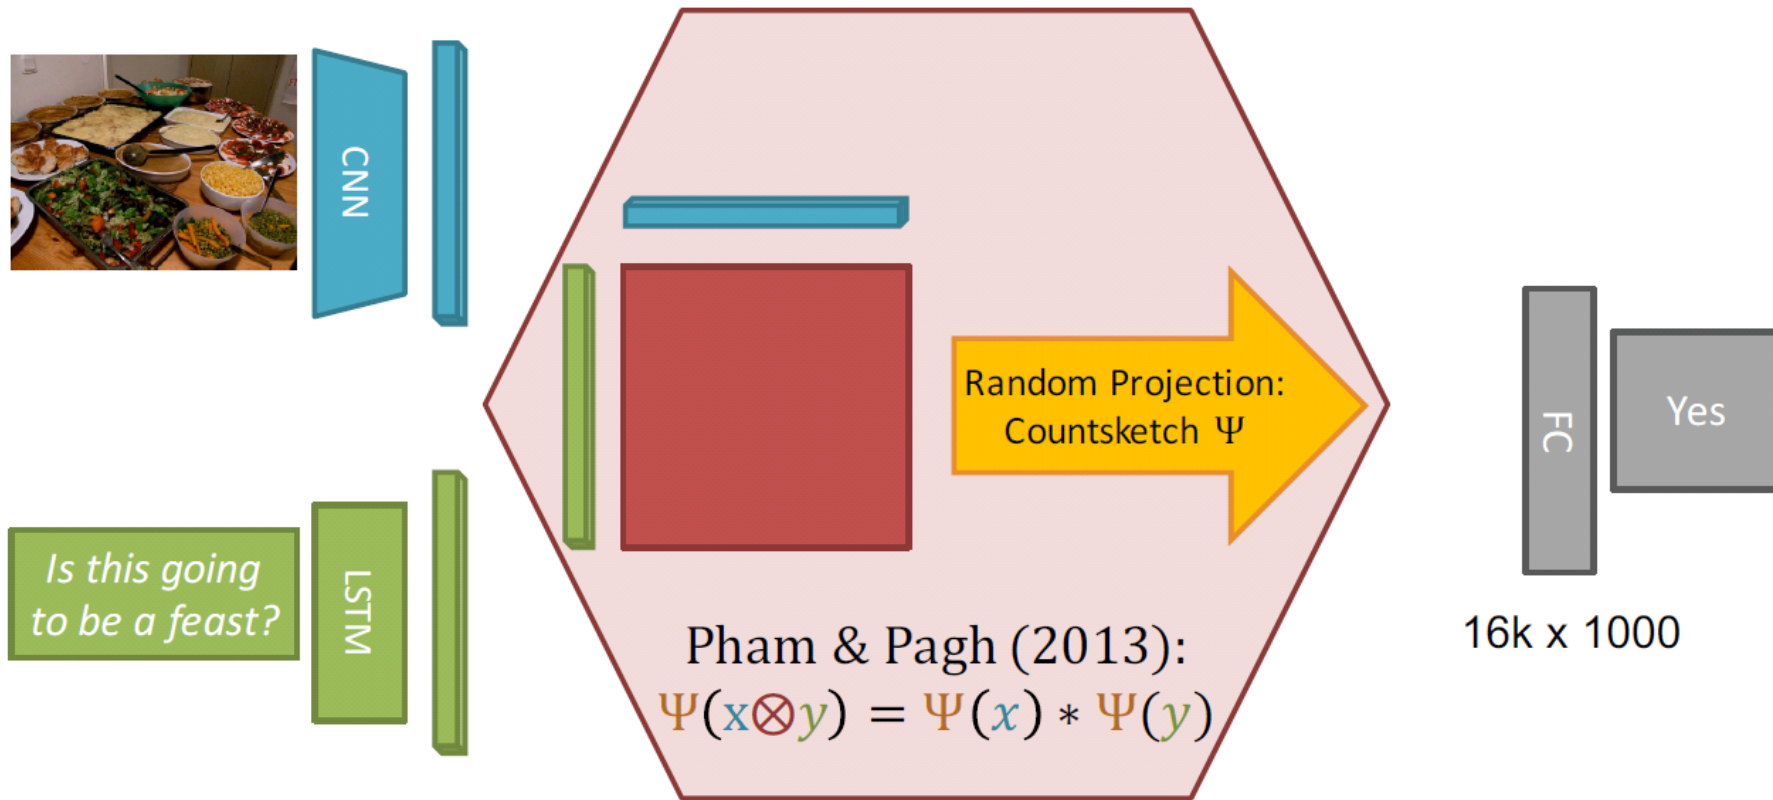 CNN
Is this going
to be a feast?
LSTM
Random Projection:
Countsketch Ψ
Pham & Pagh (2013):
Ψ(x⊗y) = Ψ(x) ∗ Ψ(y)
FC
Yes
16k x 1000